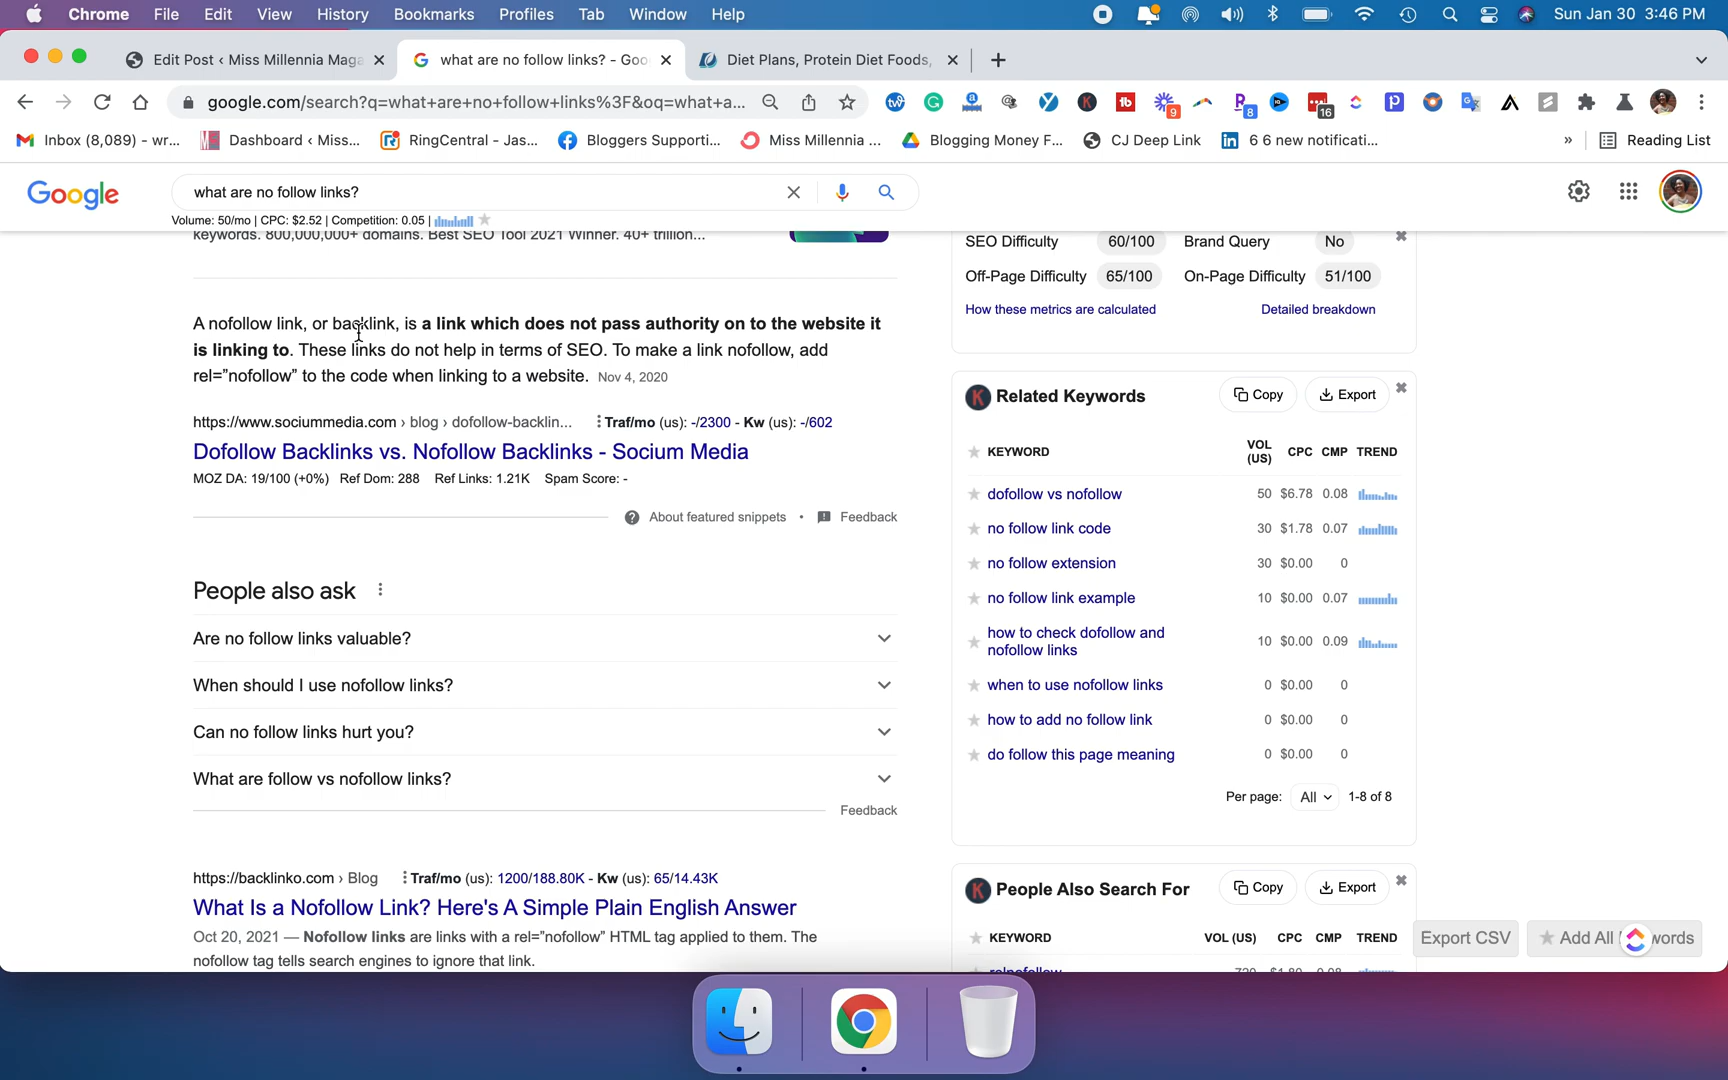 Chrome File Edit View History Bookmarks Profiles Tab Window Help Sun Jan 30 3:46 PM
Edit Post ‹ Miss Millennia Maga what are no follow links? - Goo Diet Plans, Protein Diet Foods,
google.com/search?q=what+are+no+follow+links%3F&oq=what+a... 9 8 16
Inbox (8,089) - wr... Dashboard ‹ Miss... RingCentral - Jas... Bloggers Supporti... Miss Millennia ... Blogging Money F... CJ Deep Link 6 6 new notificati... » Reading List
Google what are no follow links?
Volume: 50/mo | CPC: $2.52 | Competition: 0.05 |
keywords. 800,000,000+ domains. Best SEO Tool 2021 Winner. 40+ trillion...
A nofollow link, or backlink, is a link which does not pass authority on to the website it
is linking to. These links do not help in terms of SEO. To make a link nofollow, add
rel="nofollow" to the code when linking to a website. Nov 4, 2020
https://www.sociummedia.com › blog › dofollow-backlin... Traf/mo (us): -/2300 - Kw (us): -/602
Dofollow Backlinks vs. Nofollow Backlinks - Socium Media
MOZ DA: 19/100 (+0%) Ref Dom: 288 Ref Links: 1.21K Spam Score: -
About featured snippets • Feedback
People also ask
Are no follow links valuable?
When should I use nofollow links?
Can no follow links hurt you?
What are follow vs nofollow links?
Feedback
https://backlinko.com › Blog Traf/mo (us): 1200/188.80K - Kw (us): 65/14.43K
What Is a Nofollow Link? Here's A Simple Plain English Answer
Oct 20, 2021 — Nofollow links are links with a rel="nofollow" HTML tag applied to them. The
nofollow tag tells search engines to ignore that link.
SEO Difficulty 60/100 Brand Query No
Off-Page Difficulty 65/100 On-Page Difficulty 51/100
How these metrics are calculated Detailed breakdown
K Related Keywords Copy Export
KEYWORD VOL (US) CPC CMP TREND
dofollow vs nofollow 50 $6.78 0.08
no follow link code 30 $1.78 0.07
no follow extension 30 $0.00 0
no follow link example 10 $0.00 0.07
how to check dofollow and
nofollow links 10 $0.00 0.09
when to use nofollow links 0 $0.00 0
how to add no follow link 0 $0.00 0
do follow this page meaning 0 $0.00 0
Per page: All 1-8 of 8
K People Also Search For Copy Export
KEYWORD VOL (US) CPC CMP TREND
Export CSV Add All